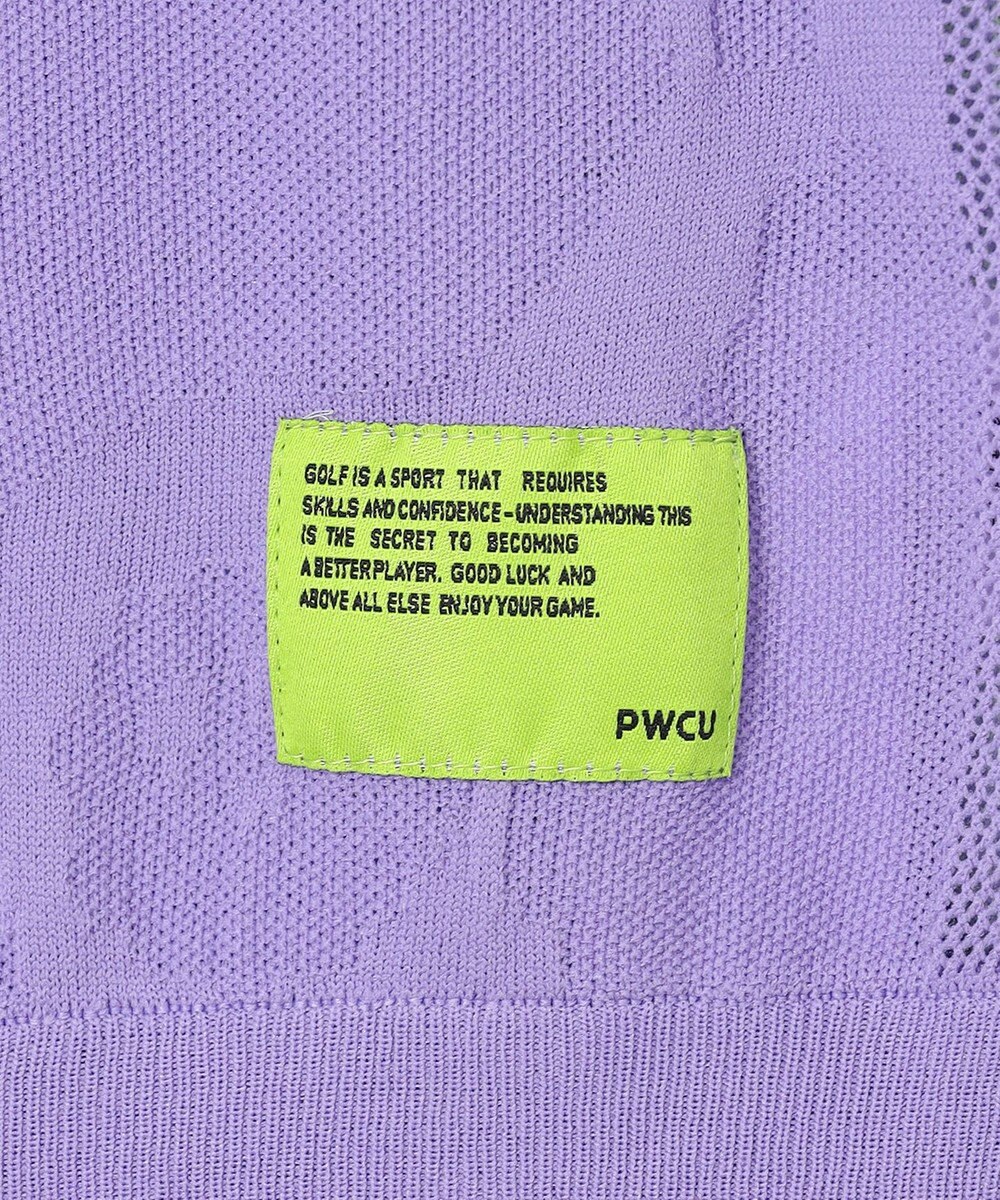 GOLF IS A SPORT THAT REQUIRES
SKILLS AND CONFIDENCE-UNDERSTANDING THIS
IS THE SECRET TO BECOMING
A BETTER PLAYER. GOOD LUCK AND
ABOVE ALL ELSE ENJOY YOUR GAME.
PWCU